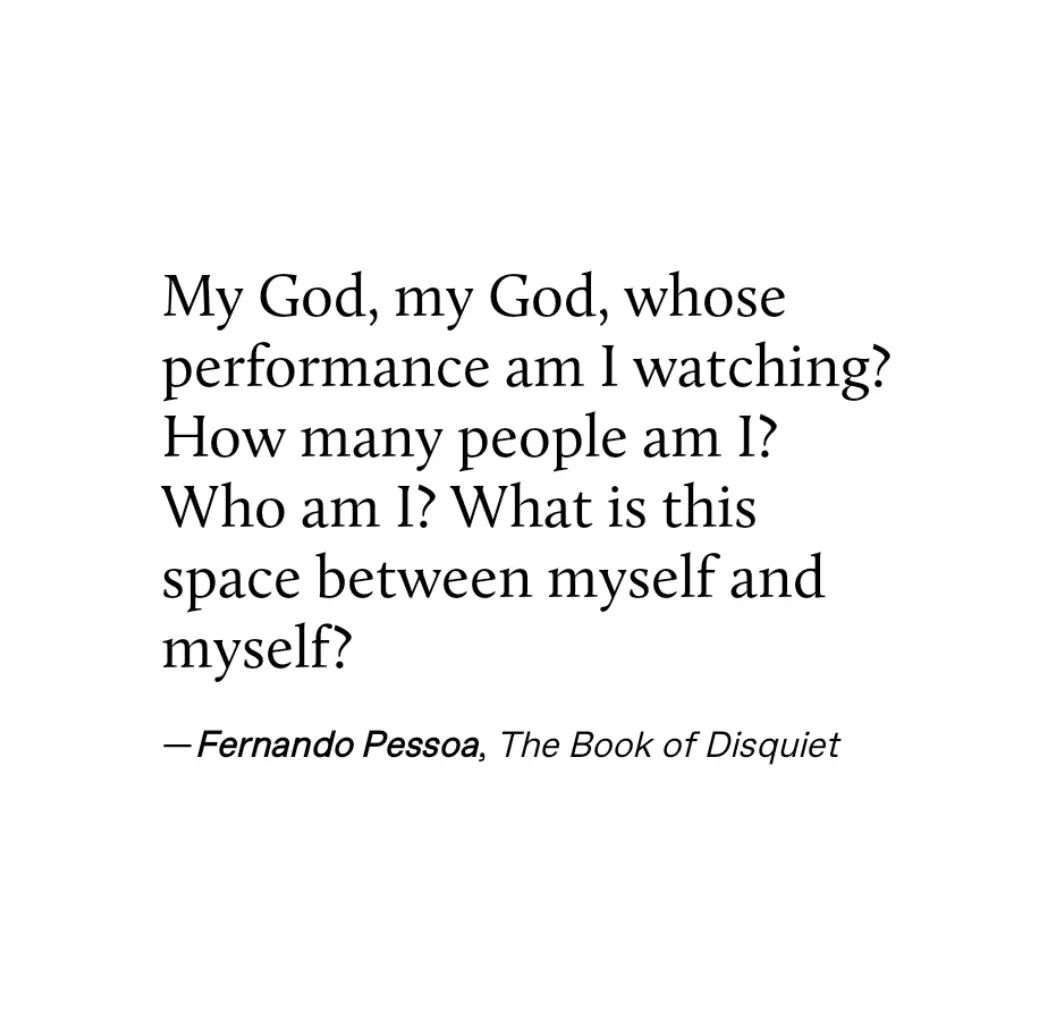 My God, my God, whose
performance am I watching?
How many people am I?
Who am I? What is this
space between myself and
myself?
—Fernando Pessoa, The Book of Disquiet